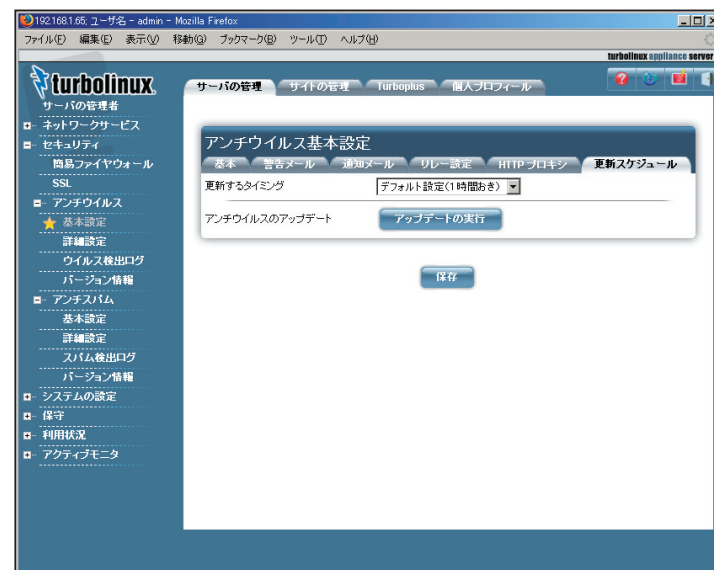 192.168.1.65; ユーザ名 - admin - Mozilla Firefox
ファイル(F) 編集(E) 表示(V) 移動(G) ブックマーク(B) ツール(T) ヘルプ(H)
turbolinux appliance server
turbolinux
サーバの管理 サイトの管理 Turboplus 個人プロフィール
サーバの管理者
ネットワークサービス
セキュリティ
簡易ファイヤウォール
SSL
アンチウイルス
基本設定
詳細設定
ウイルス検出ログ
バージョン情報
アンチスパム
基本設定
詳細設定
スパム検出ログ
バージョン情報
システムの設定
保守
利用状況
アクティブモニタ
アンチウイルス基本設定
基本 警告メール 通知メール リレー設定 HTTP プロキシ 更新スケジュール
更新するタイミング デフォルト設定(1時間おき)
アンチウイルスのアップデート アップデートの実行
保存